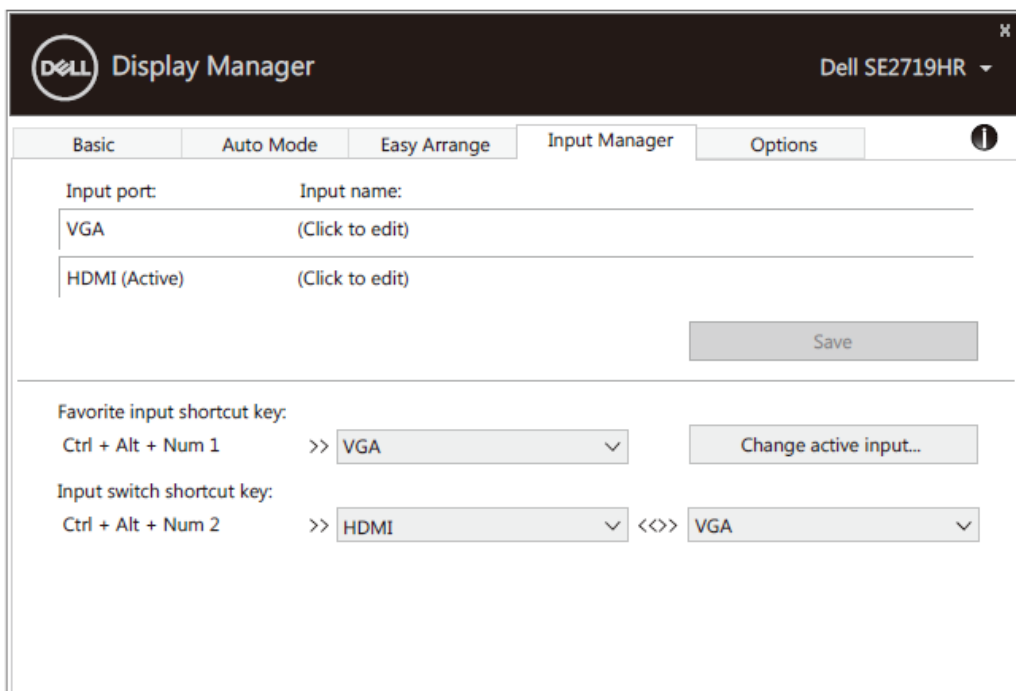 x
DELL Display Manager Dell SE2719HR
Basic Auto Mode Easy Arrange Input Manager Options i
Input port: Input name:
VGA (Click to edit)
HDMI (Active) (Click to edit)
Save
Favorite input shortcut key:
Ctrl + Alt + Num 1 >> VGA Change active input...
Input switch shortcut key:
Ctrl + Alt + Num 2 >> HDMI <<>> VGA